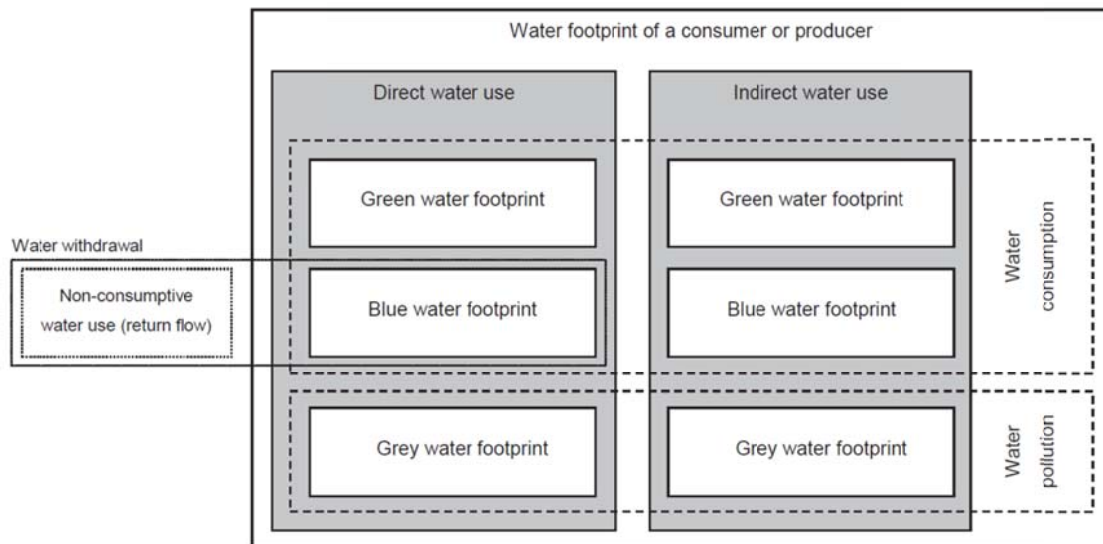 Water footprint of a consumer or producer
Direct water use
Indirect water use
Green water footprint
Green water footprint
Water withdrawal
Non-consumptive
water use (return flow)
Blue water footprint
Blue water footprint
Water
consumption
Grey water footprint
Grey water footprint
Water
pollution